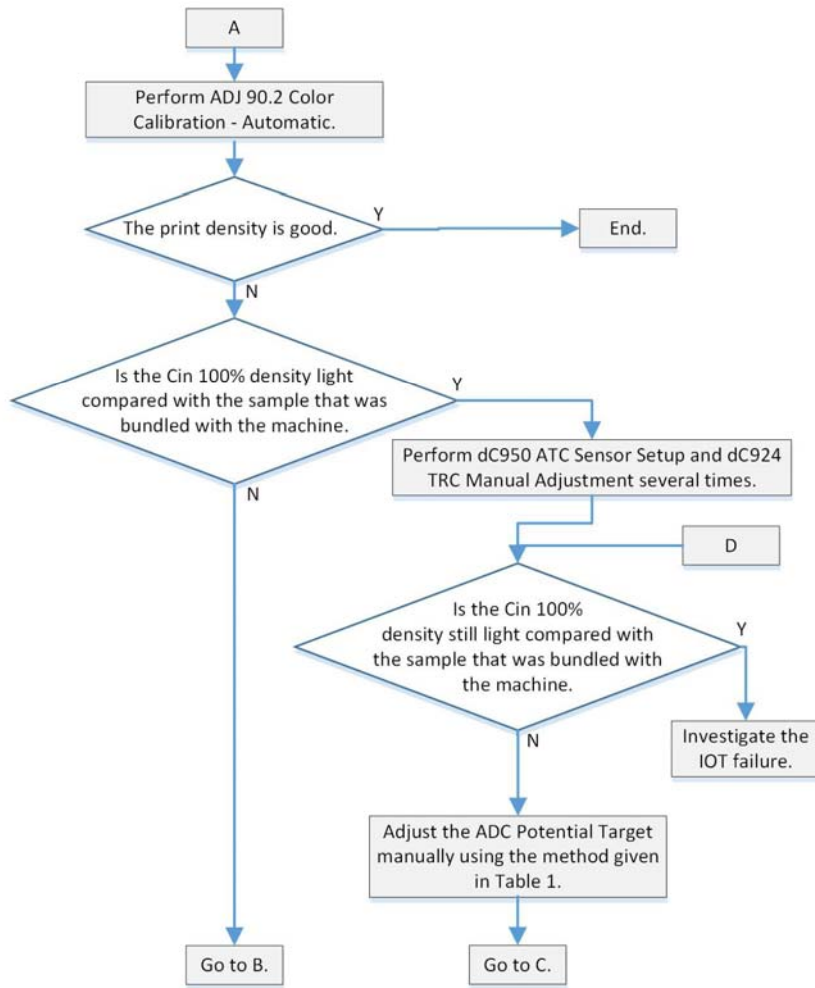 A
Perform ADJ 90.2 Color
Calibration - Automatic.
The print density is good.
Y
End.
N
Is the Cin 100% density light
compared with the sample that was
bundled with the machine.
Y
N
Perform dC950 ATC Sensor Setup and dC924
TRC Manual Adjustment several times.
D
Is the Cin 100%
density still light compared with
the sample that was bundled with
the machine.
Y
N
Investigate the
IOT failure.
Adjust the ADC Potential Target
manually using the method given
in Table 1.
Go to B.
Go to C.